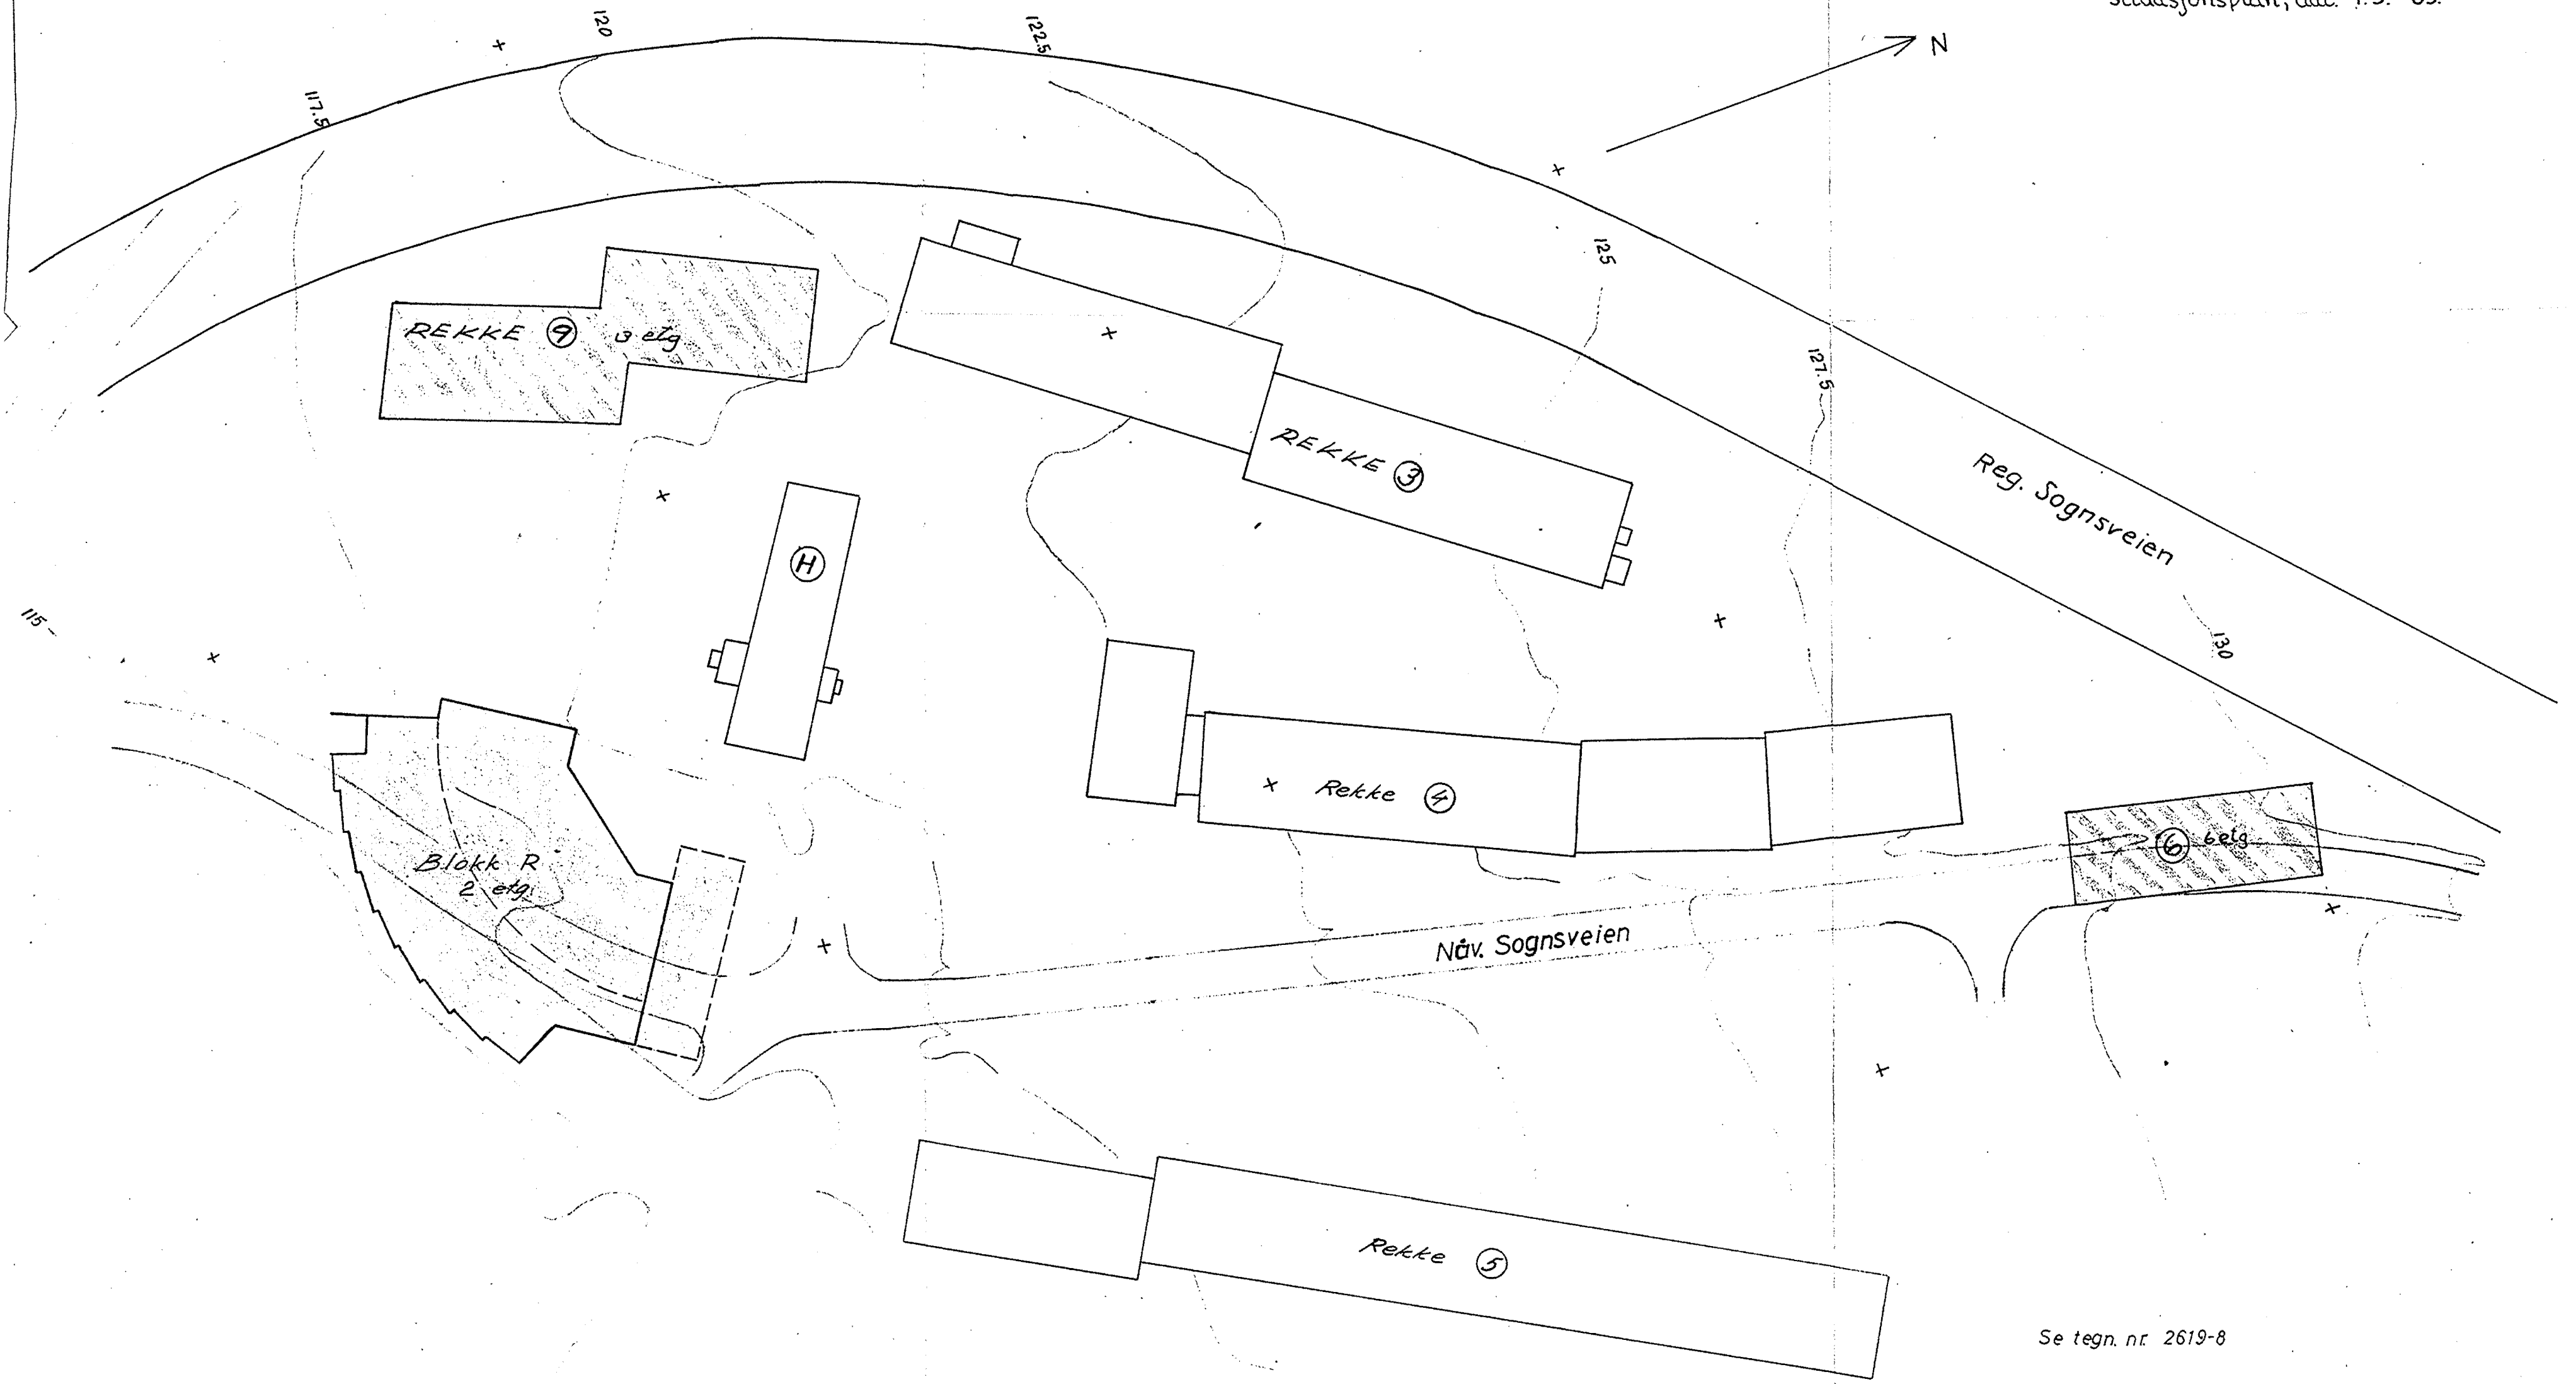 120
122.5
N
117.5
125
REKKE 9 3 etg
127.5
REKKE 3
Reg. Sognsveien
H
115
130
Rekke 4
6 6 etg
Blokk R
2 etg.
Nåv. Sognsveien
Rekke 5
Se tegn. nr. 2619-8